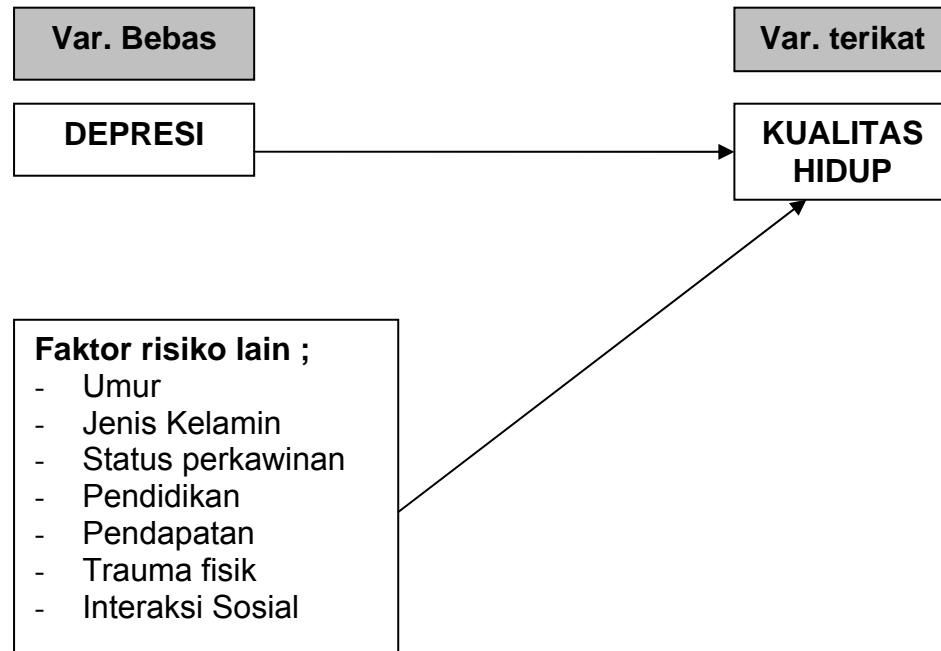 Var. Bebas
Var. terikat
DEPRESI
KUALITAS
HIDUP
Faktor risiko lain ;
- Umur
- Jenis Kelamin
- Status perkawinan
- Pendidikan
- Pendapatan
- Trauma fisik
- Interaksi Sosial